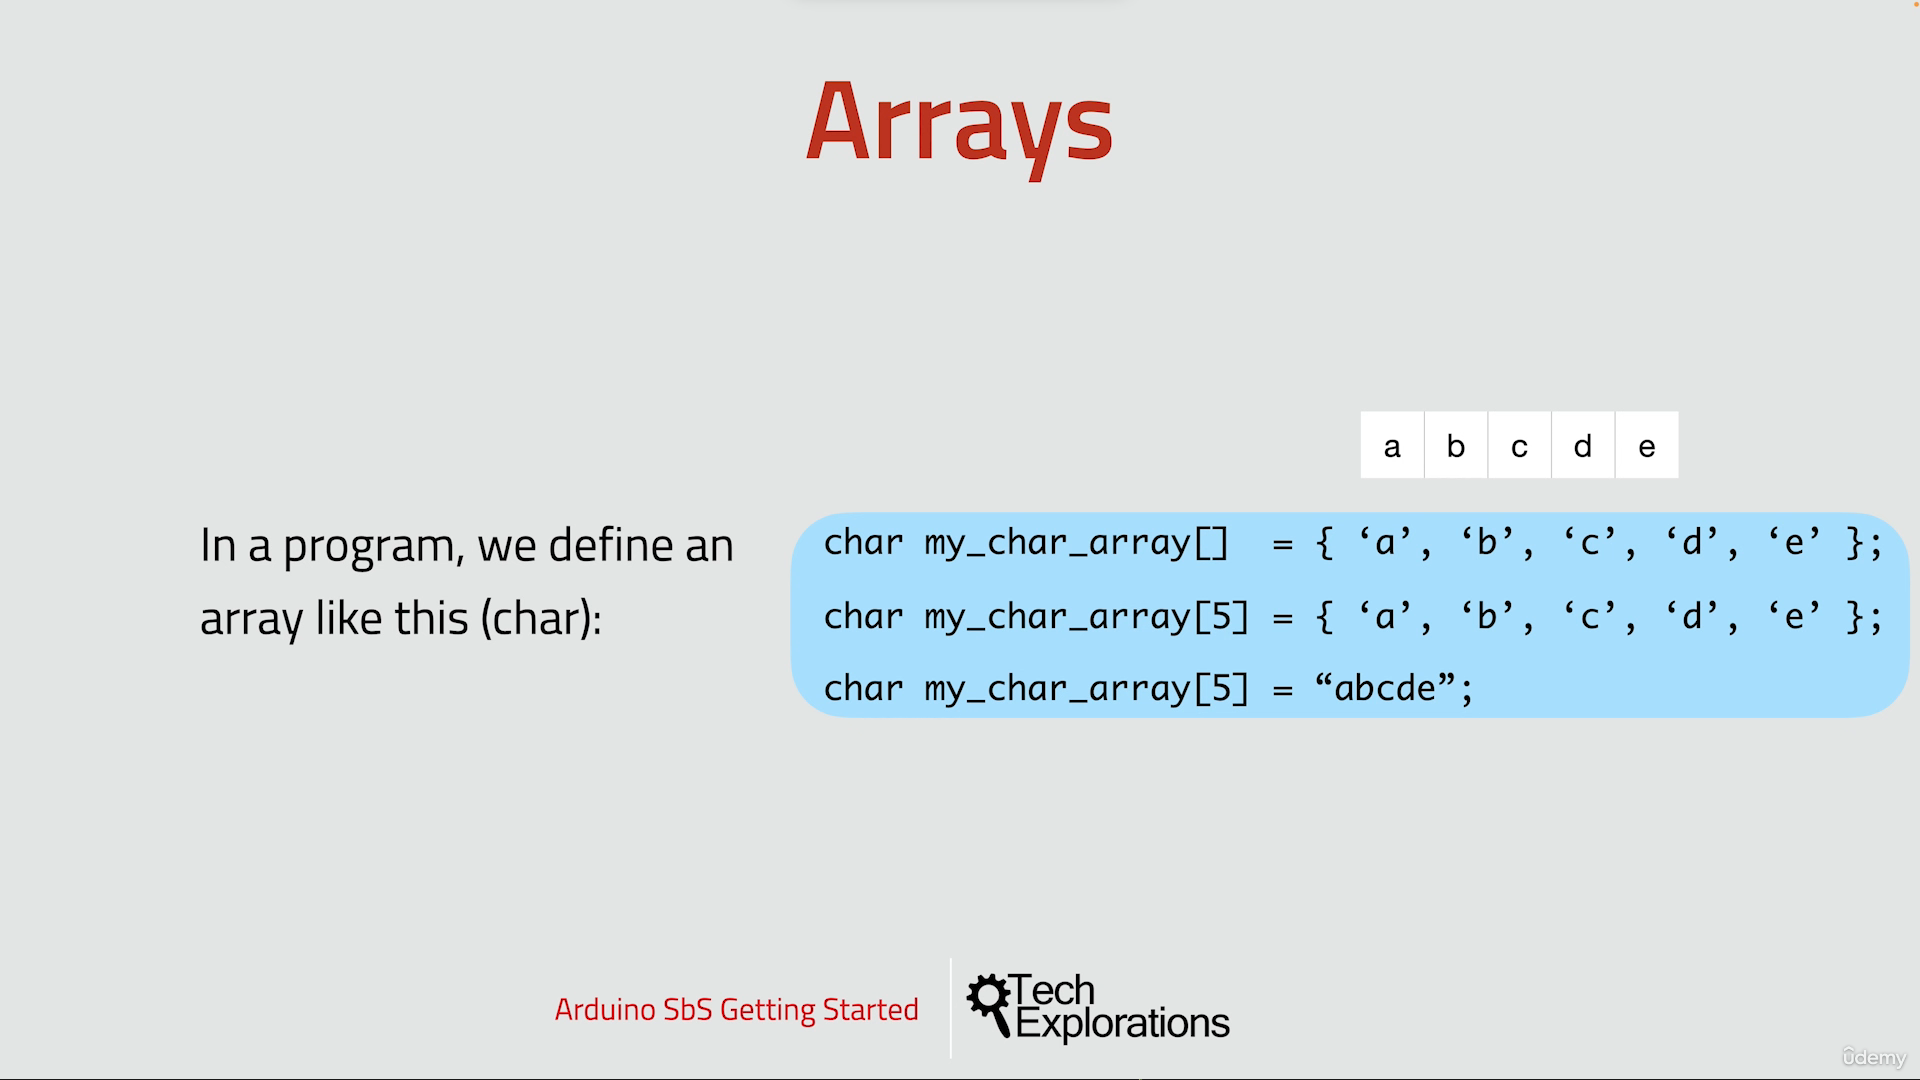 Arrays
a b c d e
In a program, we define an
array like this (char):
char my_char_array[]  = { ‘a’, ‘b’, ‘c’, ‘d’, ‘e’ };
char my_char_array[5] = { ‘a’, ‘b’, ‘c’, ‘d’, ‘e’ };
char my_char_array[5] = “abcde”;
Arduino SbS Getting Started
Tech
Explorations
ûdemy